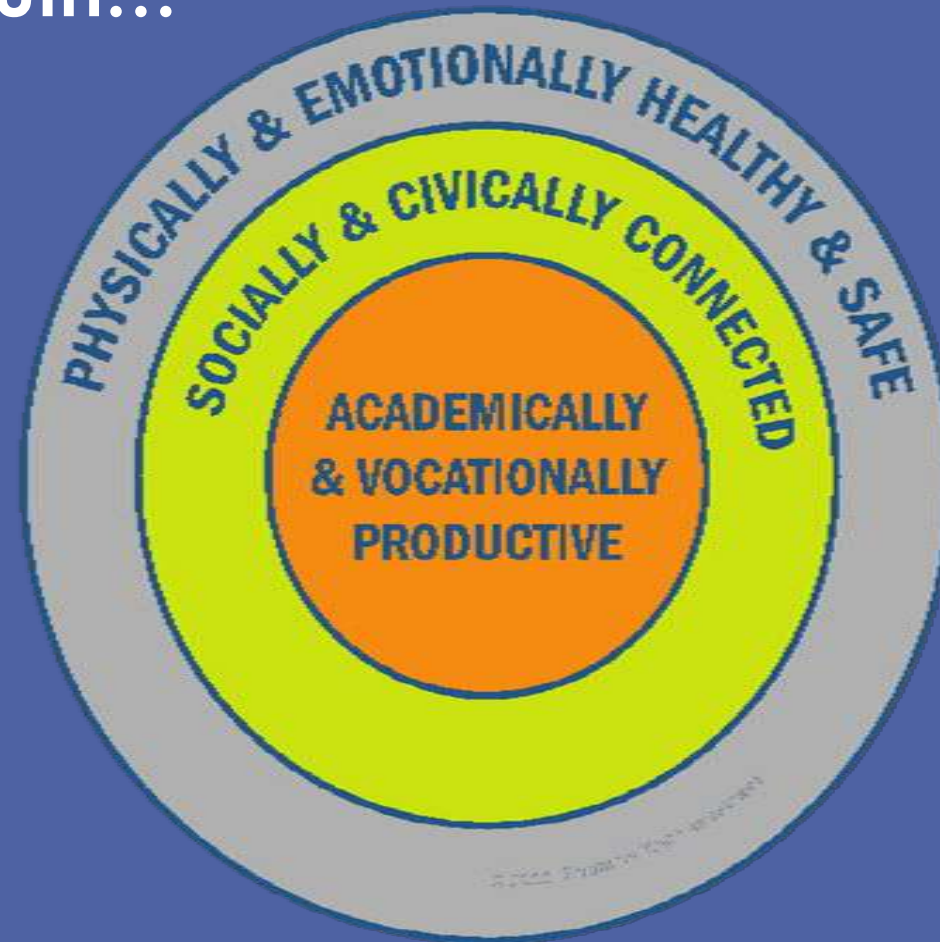 PHYSICALLY & EMOTIONALLY HEALTHY & SAFE
SOCIALLY & CIVICALLY CONNECTED
ACADEMICALLY
& VOCATIONALLY
PRODUCTIVE